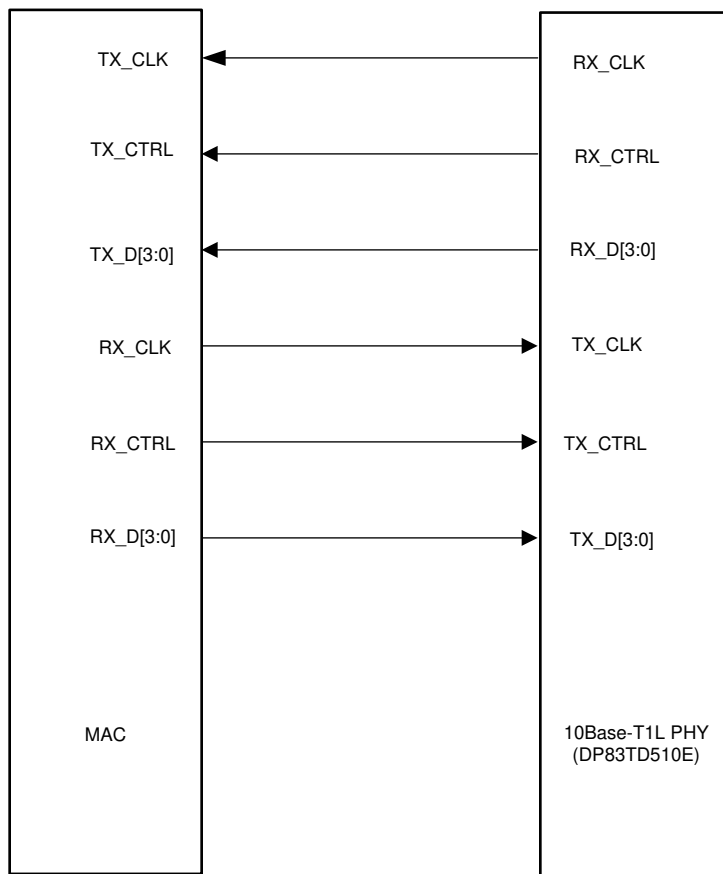 TX_CLK
RX_CLK
TX_CTRL
RX_CTRL
TX_D[3:0]
RX_D[3:0]
RX_CLK
TX_CLK
RX_CTRL
TX_CTRL
RX_D[3:0]
TX_D[3:0]
MAC
10Base-T1L PHY
(DP83TD510E)